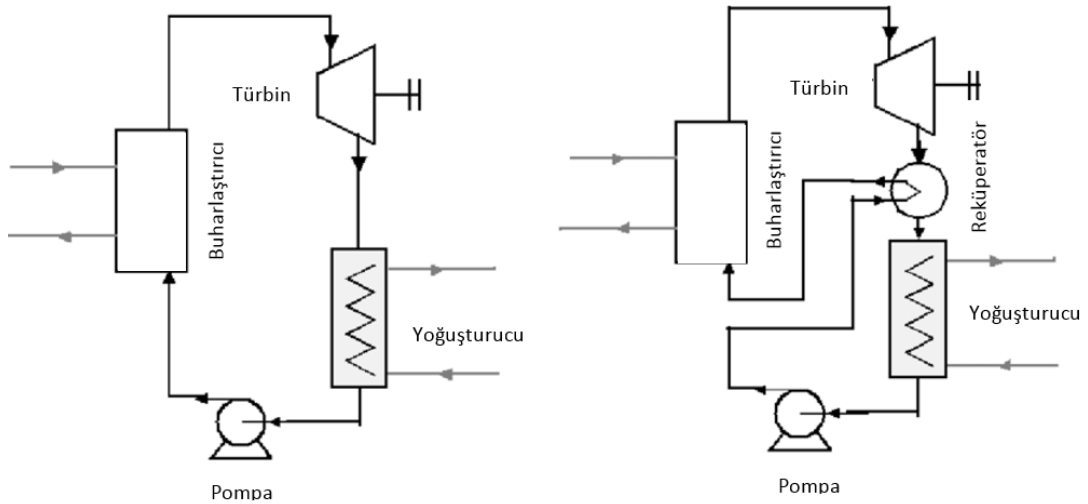 Türbin
Buharlaştırıcı
Yoğuşturucu
Pompa
Türbin
Buharlaştırıcı
Reküperatör
Yoğuşturucu
Pompa